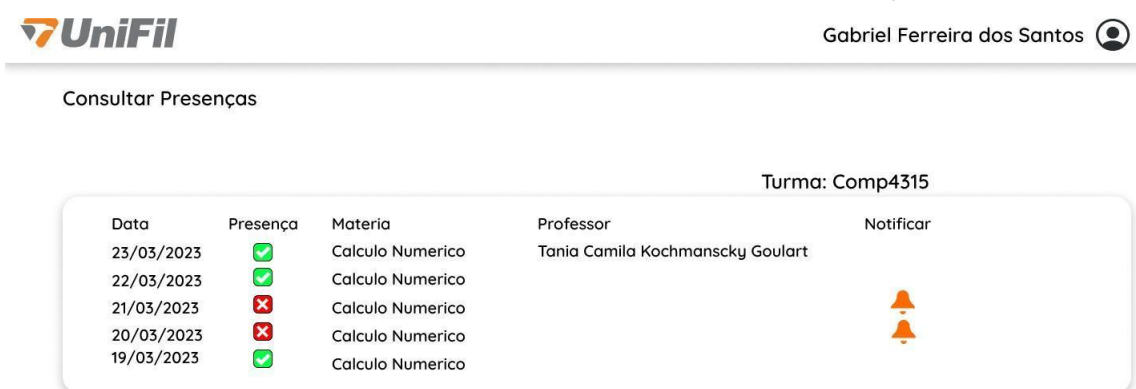 UniFil
Gabriel Ferreira dos Santos
Consultar Presenças
Turma: Comp4315
Data Presença Materia Professor Notificar
23/03/2023 Calculo Numerico Tania Camila Kochmanscky Goulart
22/03/2023 Calculo Numerico
21/03/2023 Calculo Numerico
20/03/2023 Calculo Numerico
19/03/2023 Calculo Numerico